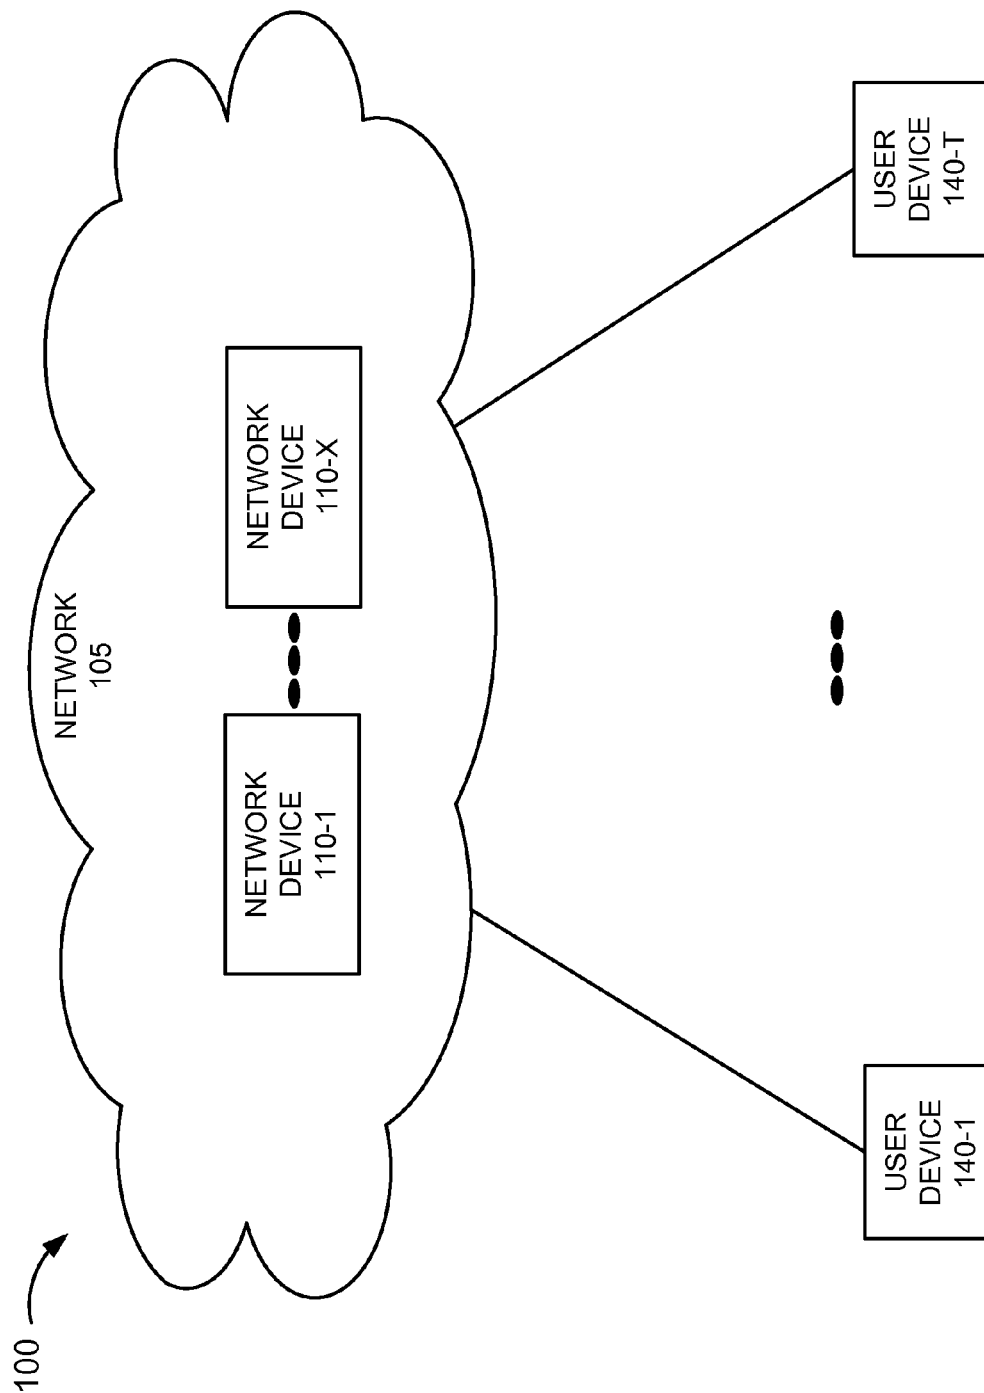 100
NETWORK
105
NETWORK
DEVICE
110-1
NETWORK
DEVICE
110-X
USER
DEVICE
140-1
USER
DEVICE
140-T